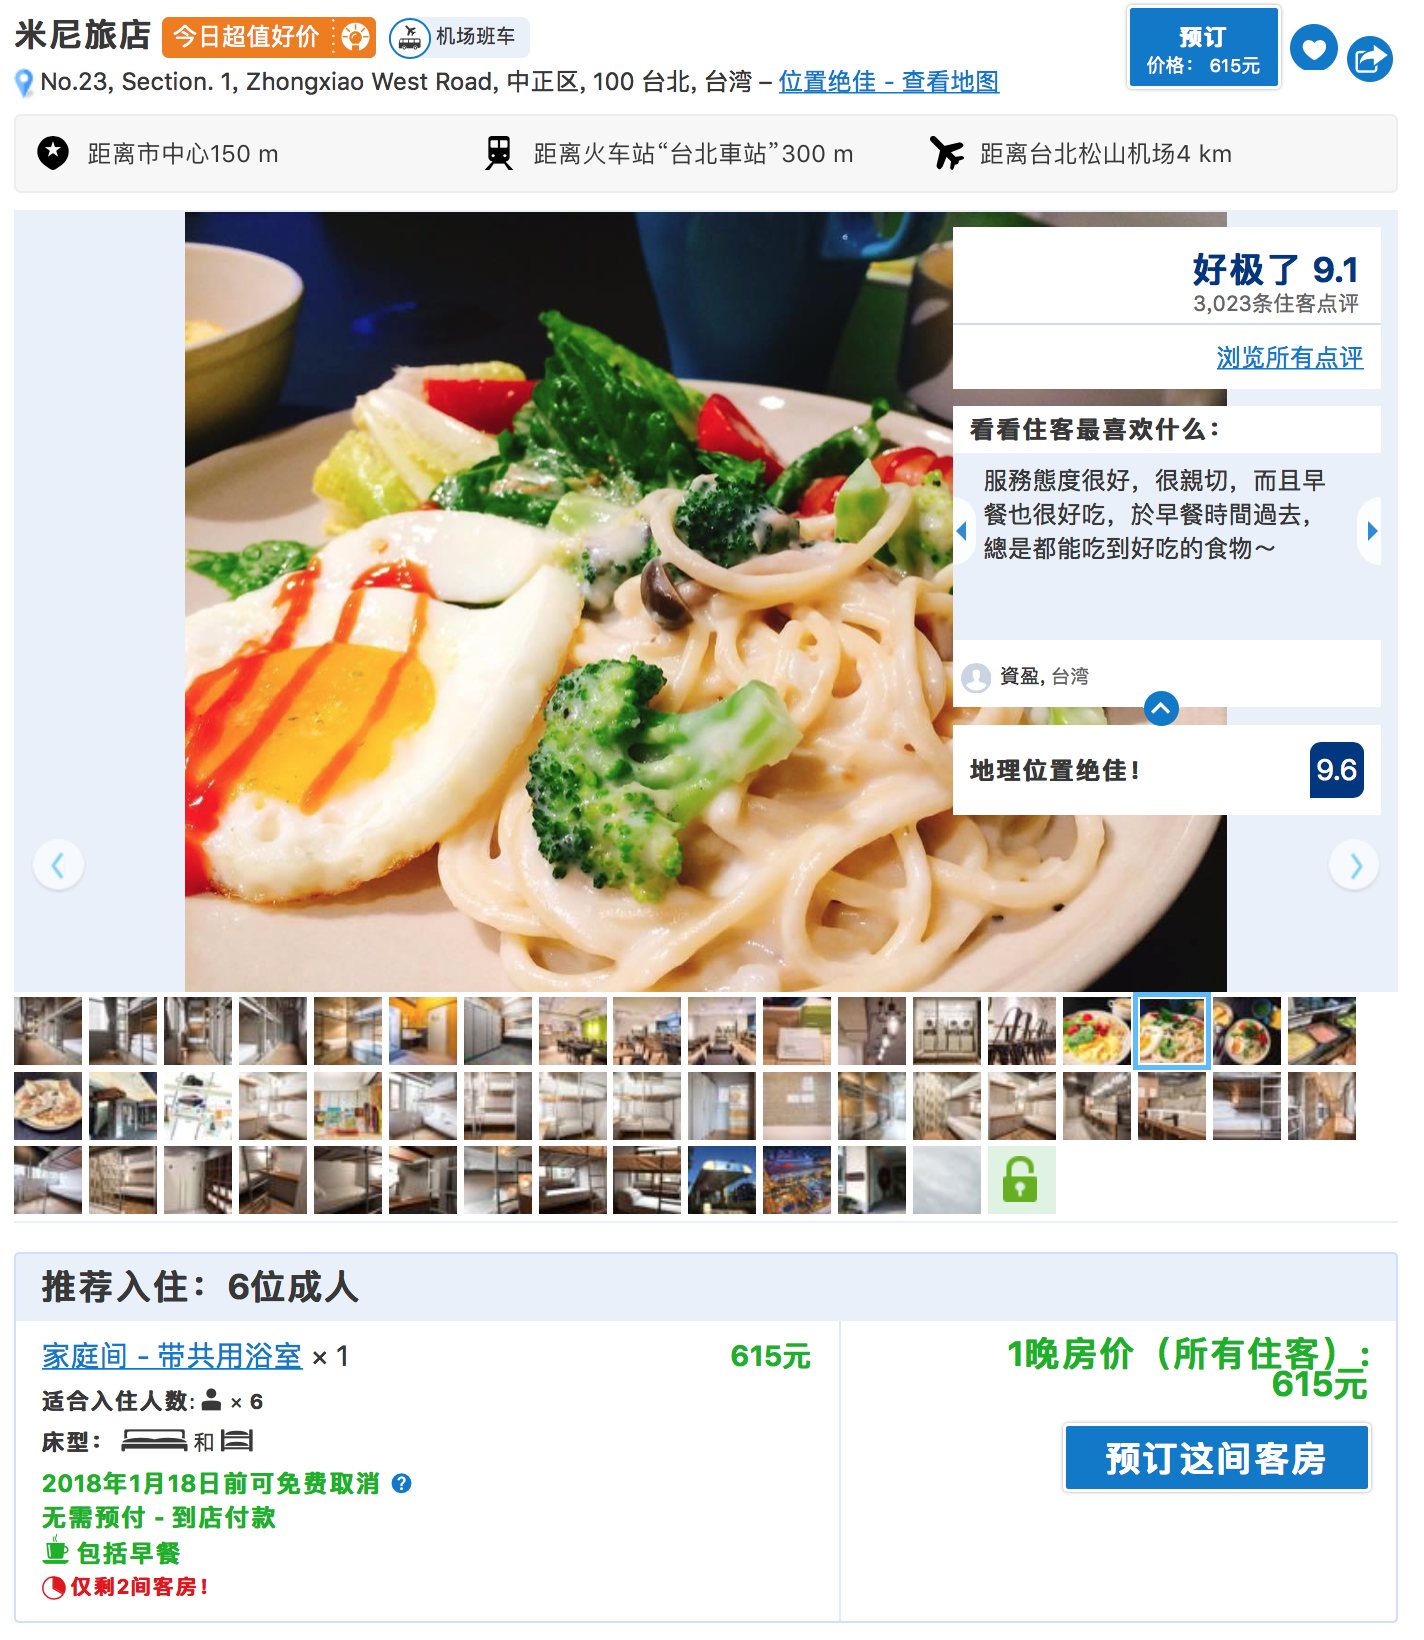 米尼旅店 今日超值好价 机场班车
预订
价格： 615元
No.23, Section. 1, Zhongxiao West Road, 中正区, 100 台北, 台湾 – 位置绝佳 - 查看地图
距离市中心150 m
距离火车站“台北車站”300 m
距离台北松山机场4 km
好极了 9.1
3,023条住客点评
浏览所有点评
看看住客最喜欢什么：
服務態度很好，很親切，而且早
餐也很好吃，於早餐時間過去，
總是都能吃到好吃的食物～
資盈, 台湾
地理位置绝佳！ 9.6
推荐入住：6位成人
家庭间 - 带共用浴室 × 1 615元
适合入住人数: × 6
床型： 和
2018年1月18日前可免费取消 ?
无需预付 - 到店付款
包括早餐
仅剩2间客房！
1晚房价（所有住客）:
615元
预订这间客房